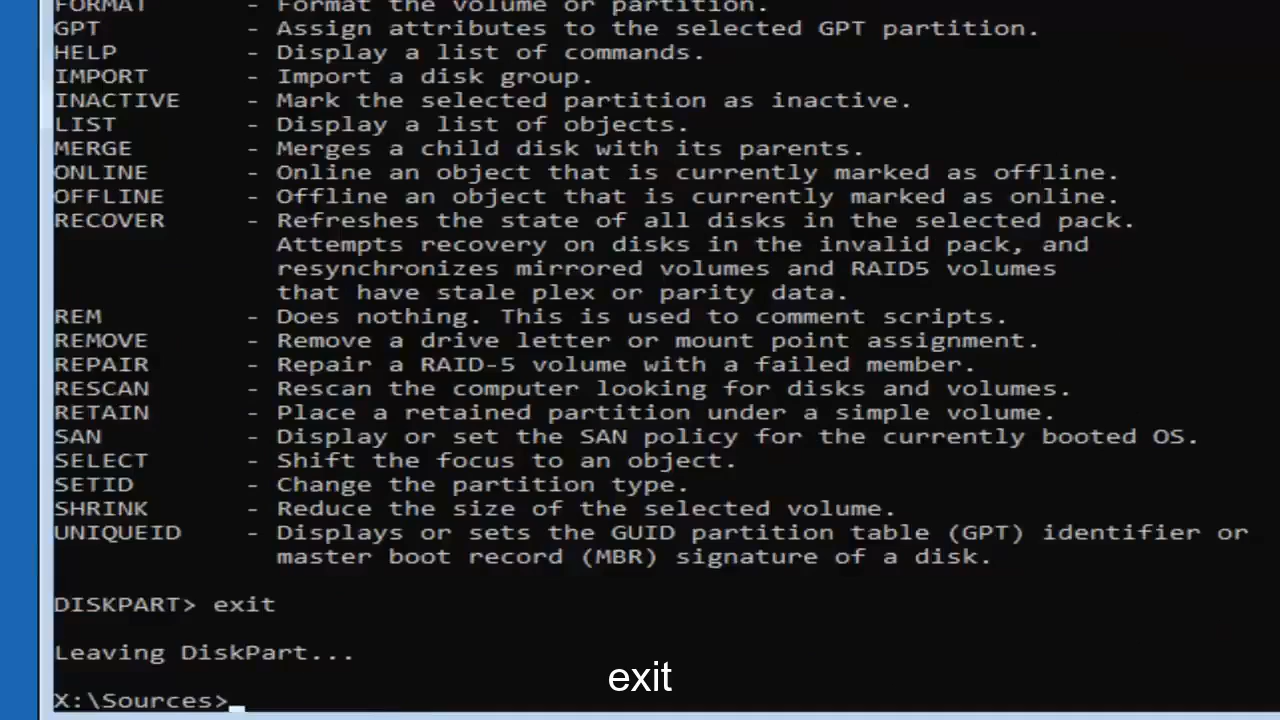 FORMAT - Format the volume or partition.
GPT - Assign attributes to the selected GPT partition.
HELP - Display a list of commands.
IMPORT - Import a disk group.
INACTIVE - Mark the selected partition as inactive.
LIST - Display a list of objects.
MERGE - Merges a child disk with its parents.
ONLINE - Online an object that is currently marked as offline.
OFFLINE - Offline an object that is currently marked as online.
RECOVER - Refreshes the state of all disks in the selected pack.
Attempts recovery on disks in the invalid pack, and
resynchronizes mirrored volumes and RAID5 volumes
that have stale plex or parity data.
REM - Does nothing. This is used to comment scripts.
REMOVE - Remove a drive letter or mount point assignment.
REPAIR - Repair a RAID-5 volume with a failed member.
RESCAN - Rescan the computer looking for disks and volumes.
RETAIN - Place a retained partition under a simple volume.
SAN - Display or set the SAN policy for the currently booted OS.
SELECT - Shift the focus to an object.
SETID - Change the partition type.
SHRINK - Reduce the size of the selected volume.
UNIQUEID - Displays or sets the GUID partition table (GPT) identifier or
master boot record (MBR) signature of a disk.
DISKPART> exit
Leaving DiskPart...
exit
X:\Sources>